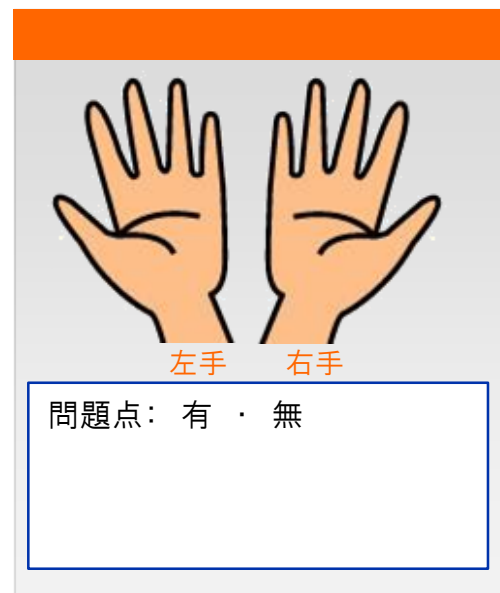 左手 右手
問題点： 有 ・ 無